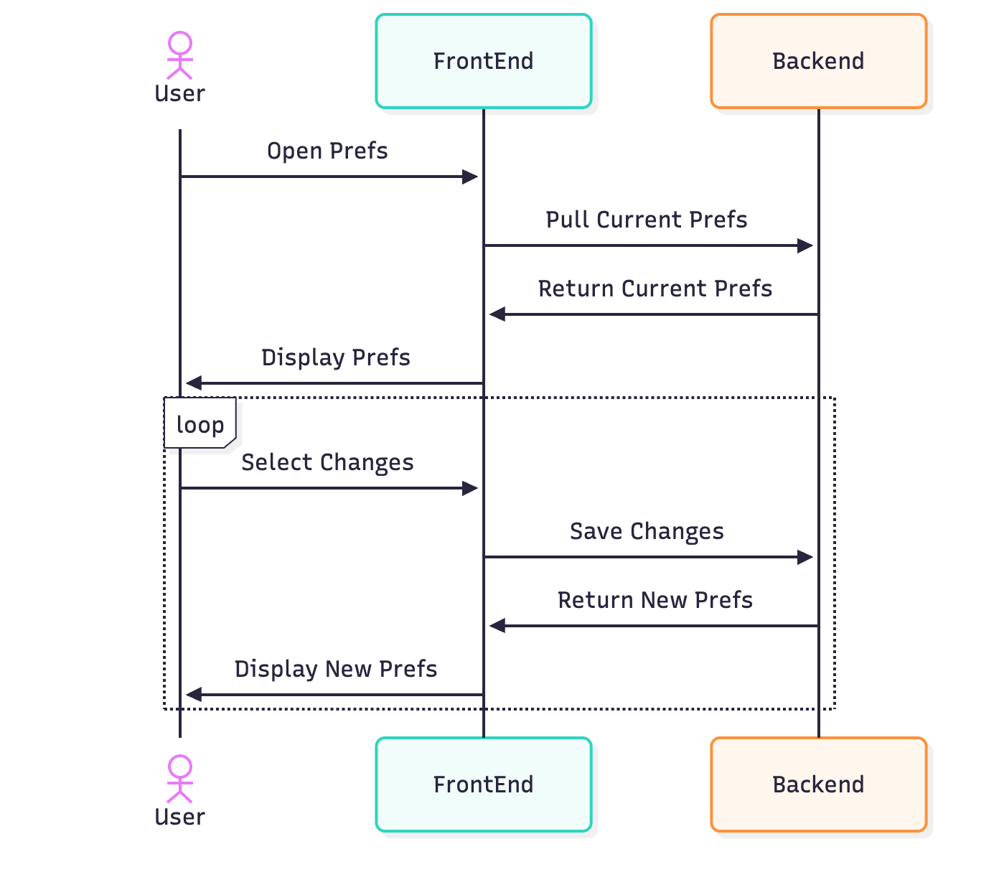 User
FrontEnd
Backend
Open Prefs
Pull Current Prefs
Return Current Prefs
Display Prefs
loop
Select Changes
Save Changes
Return New Prefs
Display New Prefs
User
FrontEnd
Backend